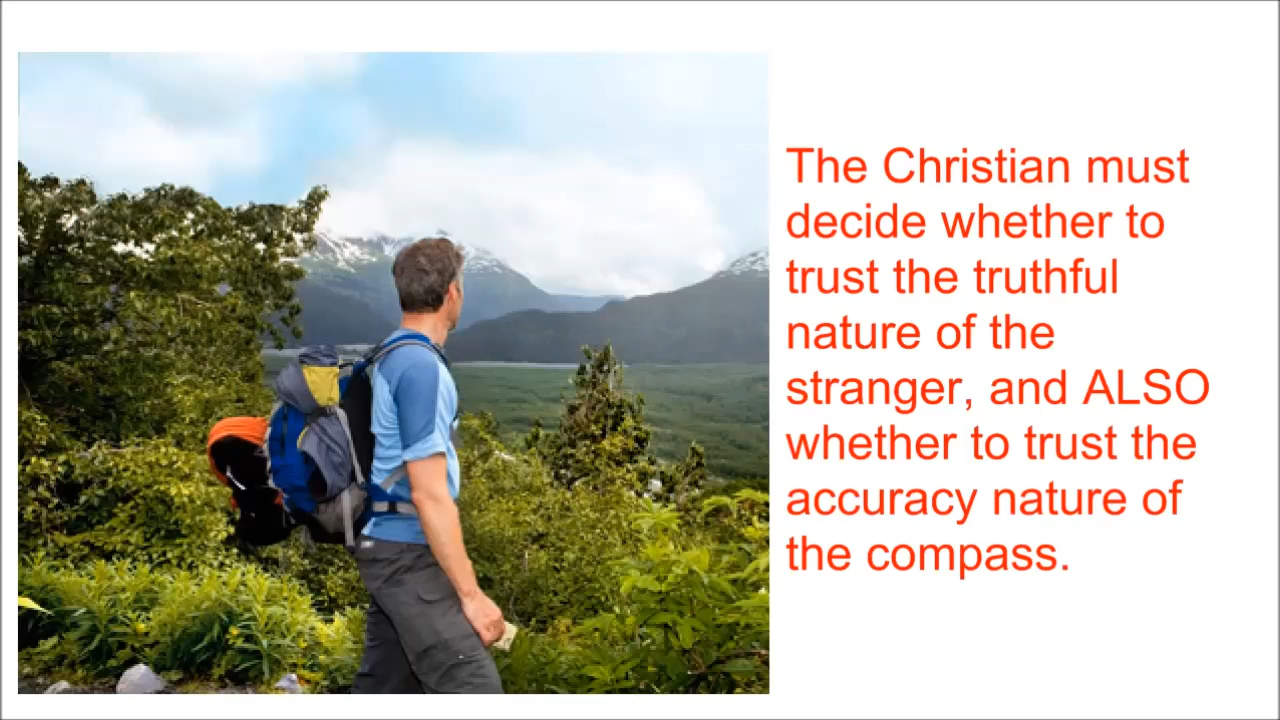 The Christian must
decide whether to
trust the truthful
nature of the
stranger, and ALSO
whether to trust the
accuracy nature of
the compass.